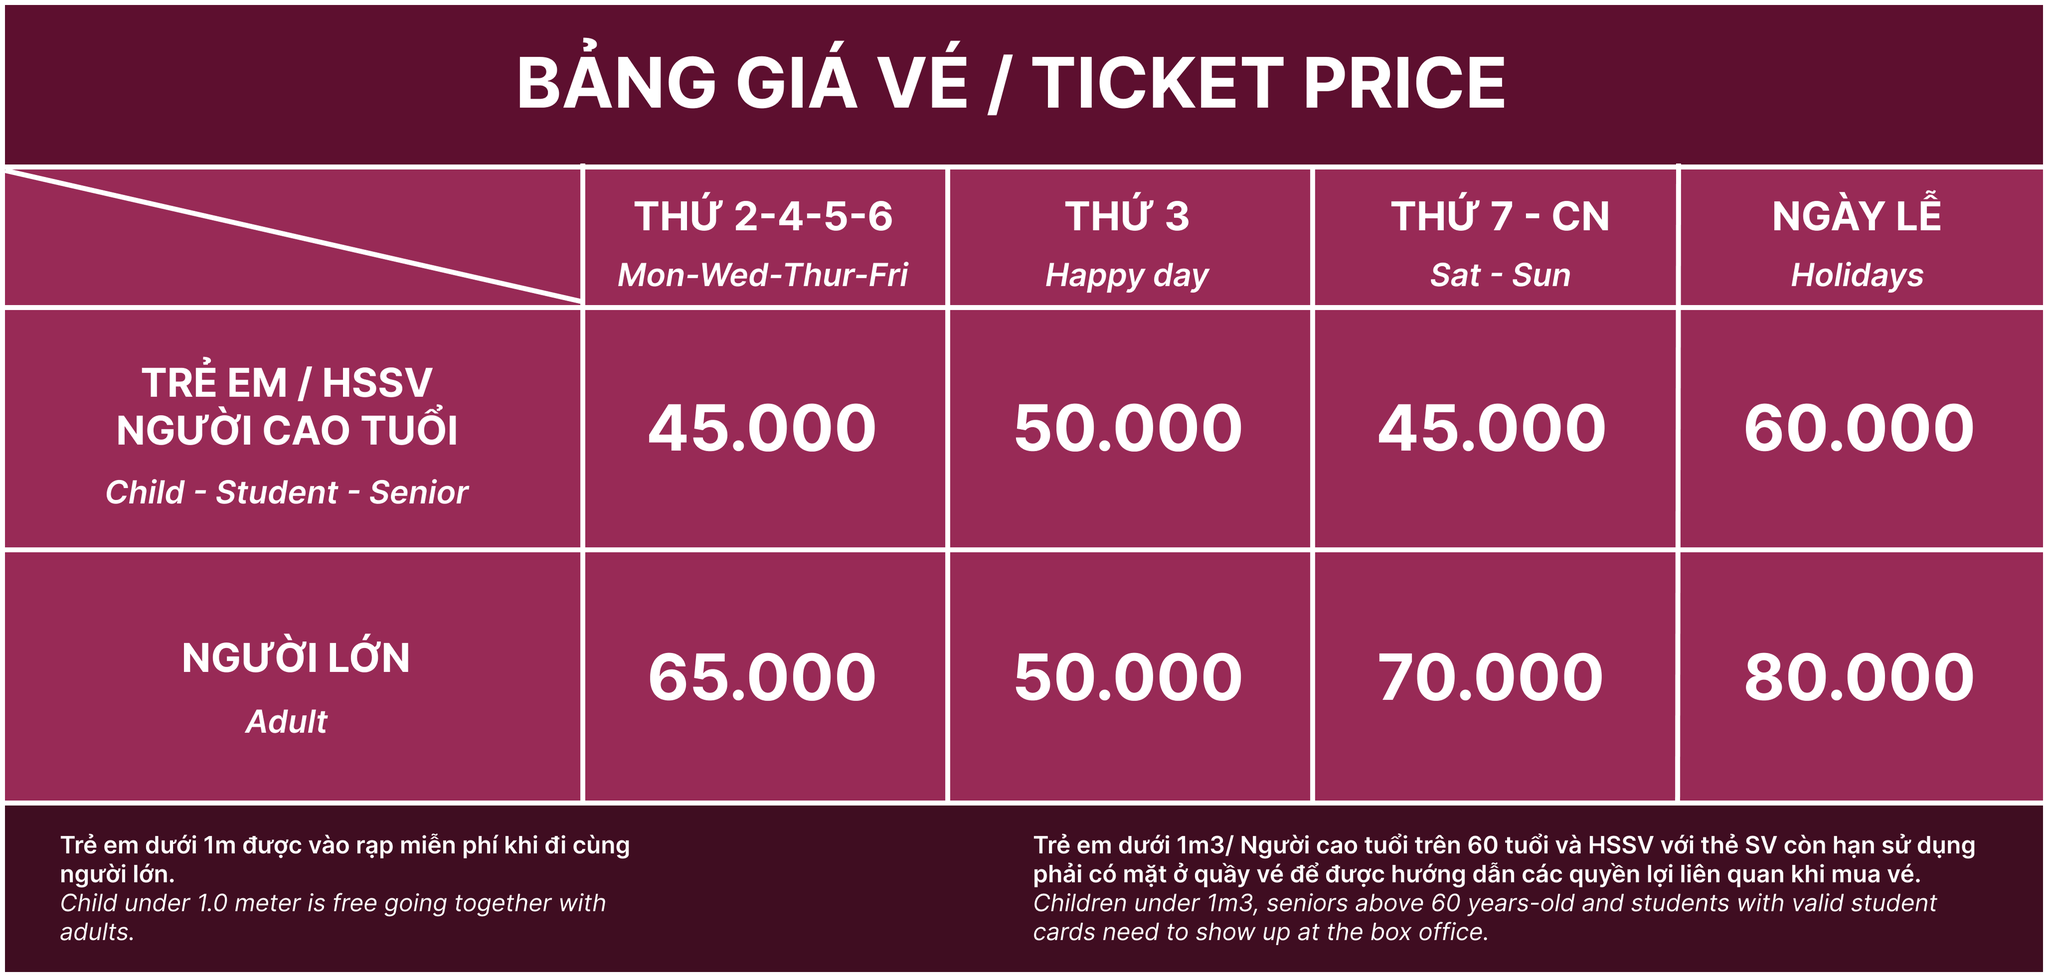 BẢNG GIÁ VÉ / TICKET PRICE
THỨ 2-4-5-6
Mon-Wed-Thur-Fri
THỨ 3
Happy day
THỨ 7 - CN
Sat - Sun
NGÀY LỄ
Holidays
TRẺ EM / HSSV
NGƯỜI CAO TUỔI
Child - Student - Senior
45.000
50.000
45.000
60.000
NGƯỜI LỚN
Adult
65.000
50.000
70.000
80.000
Trẻ em dưới 1m được vào rạp miễn phí khi đi cùng
người lớn.
Child under 1.0 meter is free going together with
adults.
Trẻ em dưới 1m3/ Người cao tuổi trên 60 tuổi và HSSV với thẻ SV còn hạn sử dụng
phải có mặt ở quầy vé để được hướng dẫn các quyền lợi liên quan khi mua vé.
Children under 1m3, seniors above 60 years-old and students with valid student
cards need to show up at the box office.